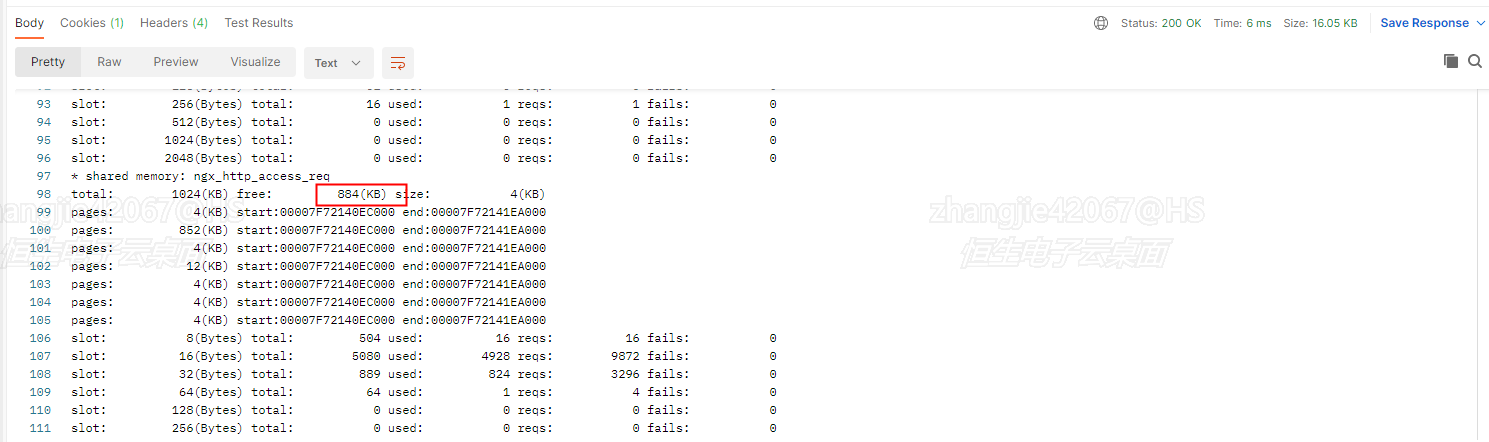 Body Cookies (1) Headers (4) Test Results Status: 200 OK Time: 6 ms Size: 16.05 KB Save Response
Pretty Raw Preview Visualize Text
93 slot: 256(Bytes) total: 16 used: 1 reqs: 1 fails: 0
94 slot: 512(Bytes) total: 0 used: 0 reqs: 0 fails: 0
95 slot: 1024(Bytes) total: 0 used: 0 reqs: 0 fails: 0
96 slot: 2048(Bytes) total: 0 used: 0 reqs: 0 fails: 0
97 * shared memory: ngx_http_access_req
98 total: 1024(KB) free: 884(KB) size: 4(KB)
99 pages: 4(KB) start:00007F72140EC000 end:00007F72141EA000
100 pages: 852(KB) start:00007F72140EC000 end:00007F72141EA000
101 pages: 4(KB) start:00007F72140EC000 end:00007F72141EA000
102 pages: 12(KB) start:00007F72140EC000 end:00007F72141EA000
103 pages: 4(KB) start:00007F72140EC000 end:00007F72141EA000
104 pages: 4(KB) start:00007F72140EC000 end:00007F72141EA000
105 pages: 4(KB) start:00007F72140EC000 end:00007F72141EA000
106 slot: 8(Bytes) total: 504 used: 16 reqs: 16 fails: 0
107 slot: 16(Bytes) total: 5080 used: 4928 reqs: 9872 fails: 0
108 slot: 32(Bytes) total: 889 used: 824 reqs: 3296 fails: 0
109 slot: 64(Bytes) total: 64 used: 1 reqs: 4 fails: 0
110 slot: 128(Bytes) total: 0 used: 0 reqs: 0 fails: 0
111 slot: 256(Bytes) total: 0 used: 0 reqs: 0 fails: 0
zhangjie42067@HS
恒生电子云桌面